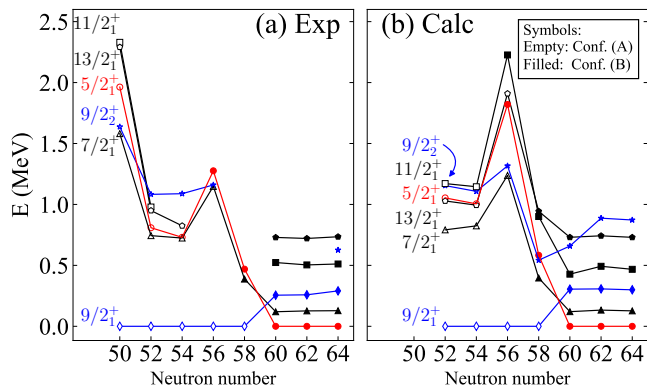 (a) Exp
(b) Calc
Symbols:
Empty: Conf. (A)
Filled: Conf. (B)
E (MeV)
2.5
2.0
1.5
1.0
0.5
0.0
11/2₁⁺
13/2₁⁺
5/2₁⁺
9/2₂⁺
7/2₁⁺
9/2₁⁺
9/2₂⁺
11/2₁⁺
5/2₁⁺
13/2₁⁺
7/2₁⁺
9/2₁⁺
50 52 54 56 58 60 62 64
50 52 54 56 58 60 62 64
Neutron number
Neutron number